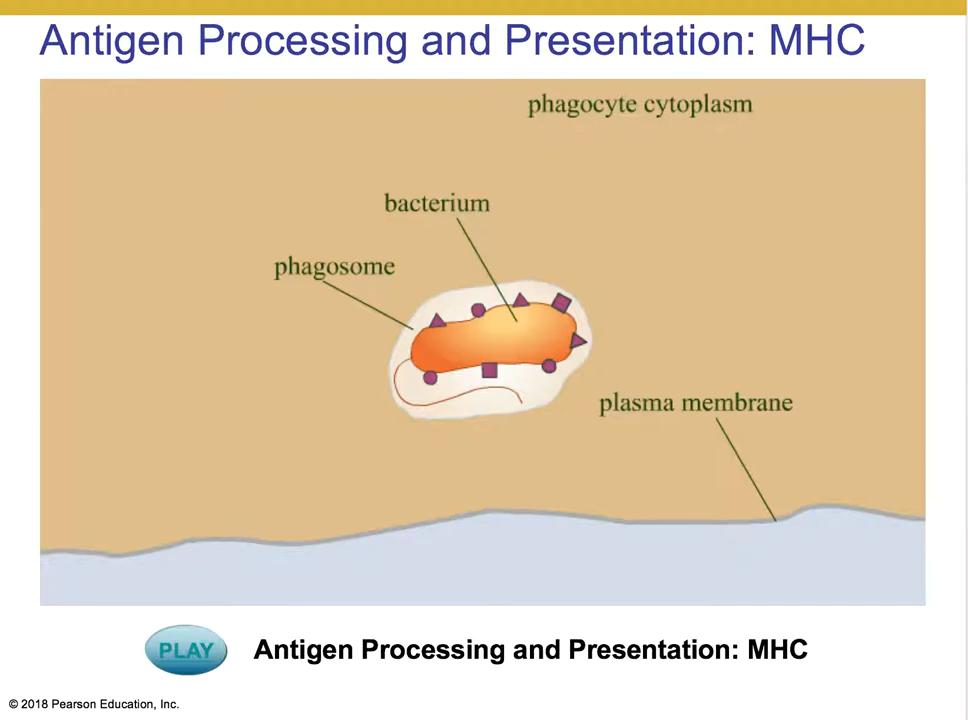 Antigen Processing and Presentation: MHC
phagocyte cytoplasm
bacterium
phagosome
plasma membrane
PLAY
Antigen Processing and Presentation: MHC
© 2018 Pearson Education, Inc.